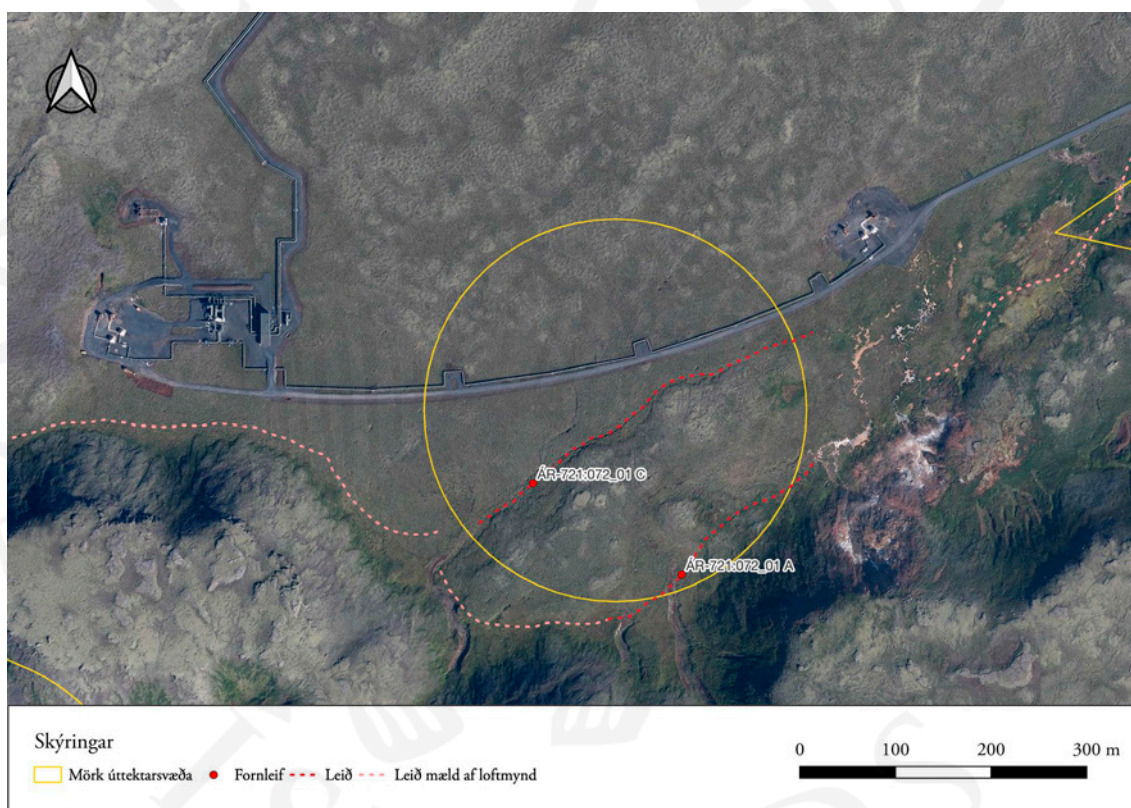 ÁR-721:072_01 C
ÁR-721:072_01 A
Skýringar
Mörk úttektarsvæða Fornleif Leið Leið mæld af loftmynd
0 100 200 300 m